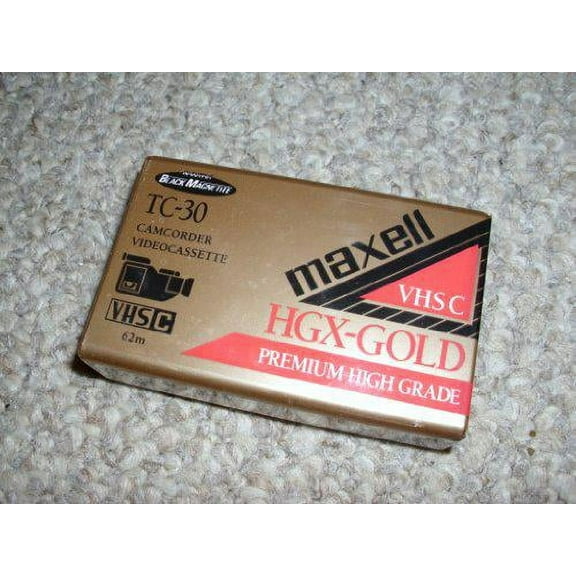 BLACK MAGNETITE
TC-30
CAMCORDER
VIDEOCASSETTE
VHS C
62m
maxell
VHS C
HGX-GOLD
PREMIUM HIGH GRADE